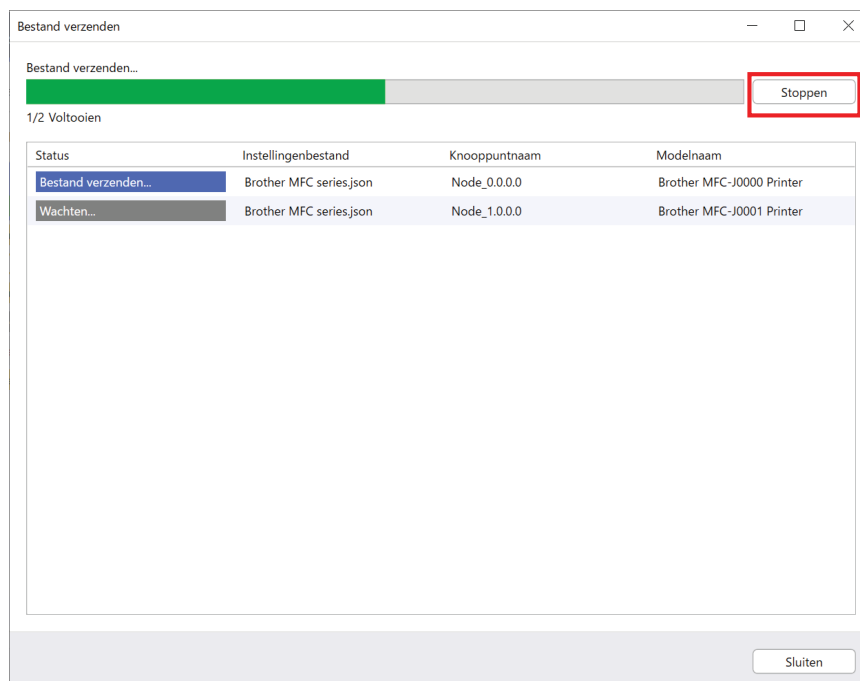 Bestand verzenden
Bestand verzenden...
Stoppen
1/2 Voltooien
Status Instellingenbestand Knooppuntnaam Modelnaam
Bestand verzenden... Brother MFC series.json Node_0.0.0.0 Brother MFC-J0000 Printer
Wachten... Brother MFC series.json Node_1.0.0.0 Brother MFC-J0001 Printer
Sluiten